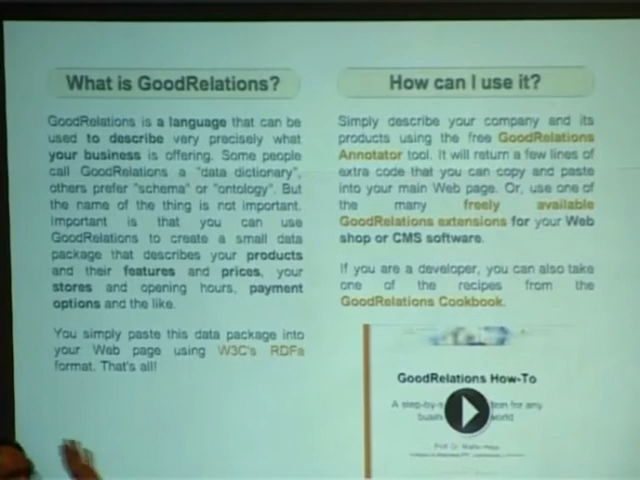 What is GoodRelations?
GoodRelations is a language that can be
used to describe very precisely what
your business is offering. Some people
call GoodRelations a "data dictionary",
others prefer "schema" or "ontology". But
the name of the thing is not important.
Important is that you can use
GoodRelations to create a small data
package that describes your products
and their features and prices, your
stores and opening hours, payment
options and the like.
You simply paste this data package into
your Web page using W3C's RDFa
format. That's all!
How can I use it?
Simply describe your company and its
products using the free GoodRelations
Annotator tool. It will return a few lines of
extra code that you can copy and paste
into your main Web page. Or, use one of
the many freely available
GoodRelations extensions for your Web
shop or CMS software.
If you are a developer, you can also take
one of the recipes from the
GoodRelations Cookbook.
GoodRelations How-To
A step-by-s for any
busin world
Prof. Dr. Martin Hepp